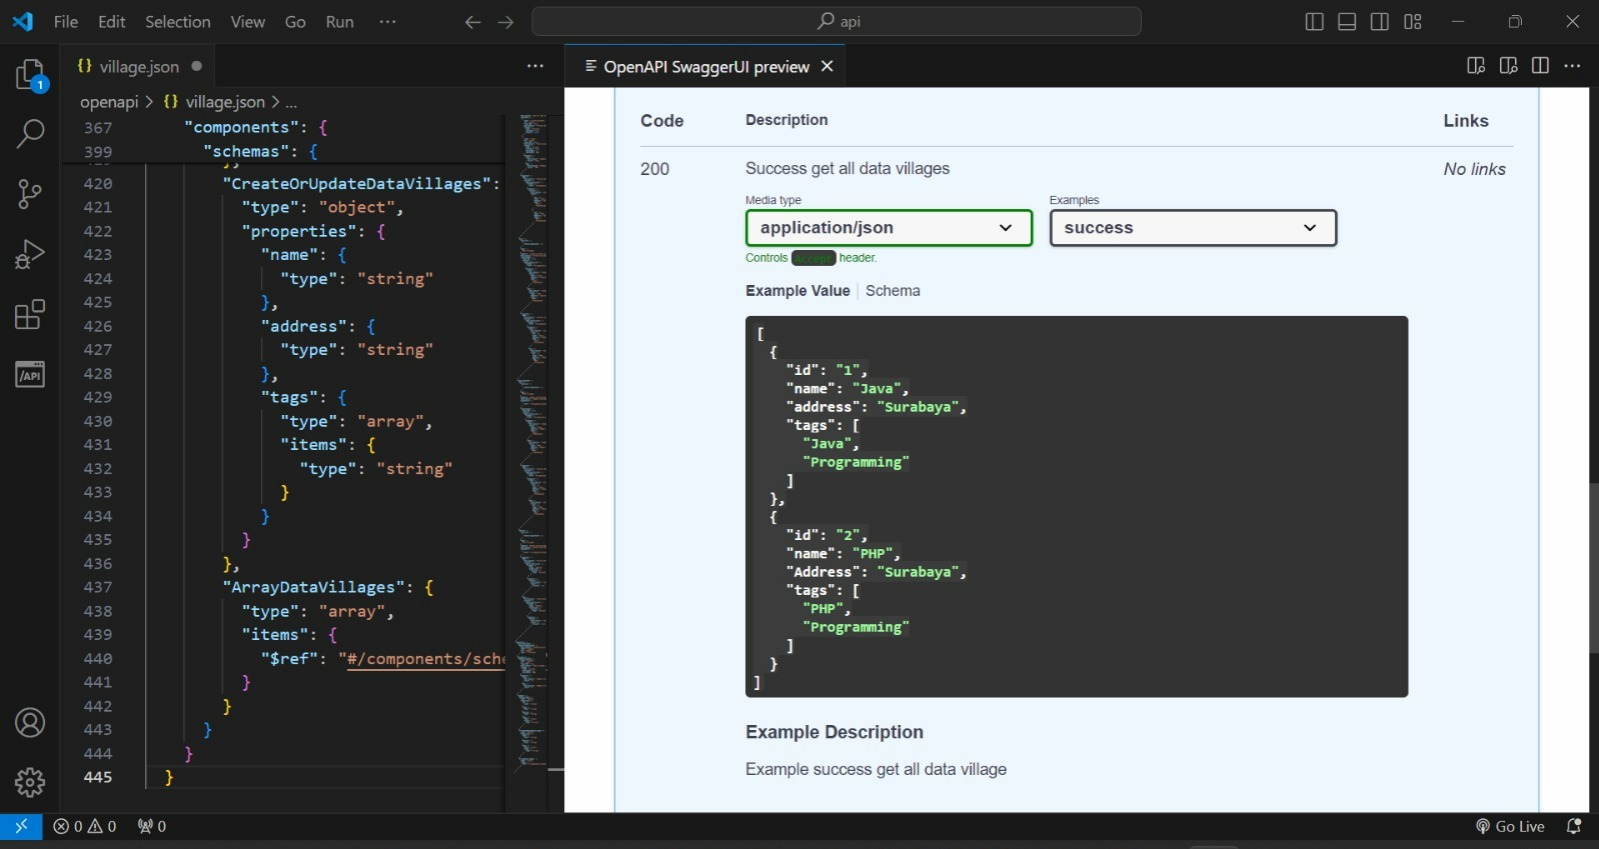 File Edit Selection View Go Run ···
api
village.json
OpenAPI SwaggerUI preview
openapi > {} village.json > ...
367 "components": {
399 "schemas": {
420 "CreateOrUpdateDataVillages":
421 "type": "object",
422 "properties": {
423 "name": {
424 "type": "string"
425 },
426 "address": {
427 "type": "string"
428 },
429 "tags": {
430 "type": "array",
431 "items": {
432 "type": "string"
433 }
434 }
435 }
436 },
437 "ArrayDataVillages": {
438 "type": "array",
439 "items": {
440 "$ref": "#/components/sche
441 }
442 }
443 }
444 }
445 }
1
/API
Code Description Links
200 Success get all data villages No links
Media type Examples
application/json success
Controls Accept header.
Example Value Schema
[
{
"id": "1",
"name": "Java",
"address": "Surabaya",
"tags": [
"Java",
"Programming"
]
},
{
"id": "2",
"name": "PHP",
"Address": "Surabaya",
"tags": [
"PHP",
"Programming"
]
}
]
Example Description
Example success get all data village
0 0 0 Go Live